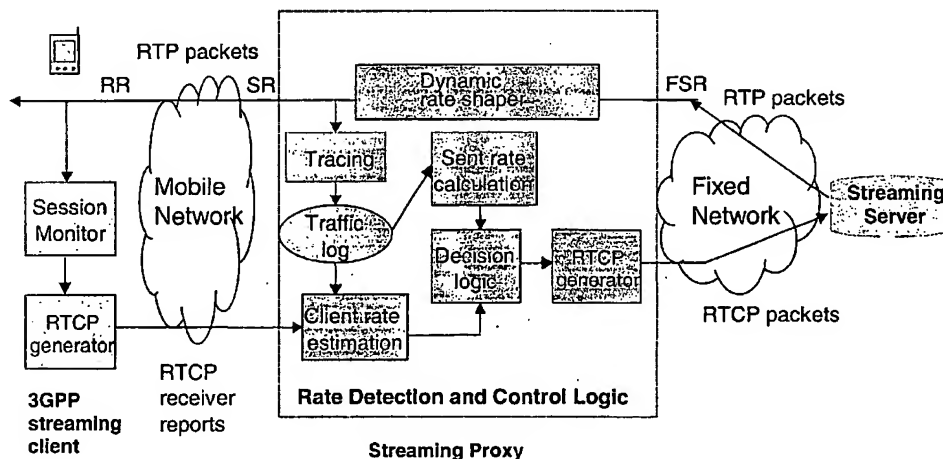 RTP packets
RR
SR
Dynamic
rate shaper
FSR
RTP packets
Tracing
Sent rate
calculation
Mobile
Network
Fixed
Network
Streaming
Server
Session
Monitor
Traffic
log
Decision
logic
RTCP
generator
RTCP
generator
Client rate
estimation
RTCP packets
RTCP
receiver
reports
Rate Detection and Control Logic
3GPP
streaming
client
Streaming Proxy